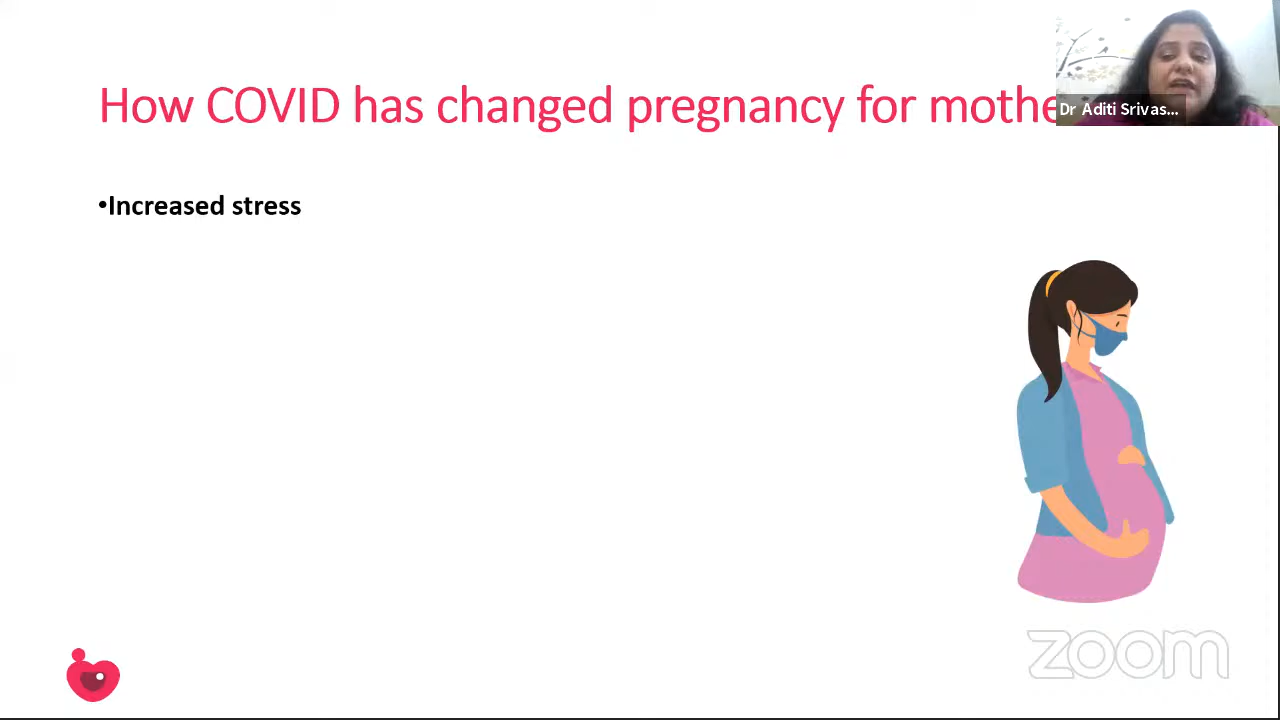 How COVID has changed pregnancy for mothe
Dr Aditi Srivas...
•Increased stress
zoom